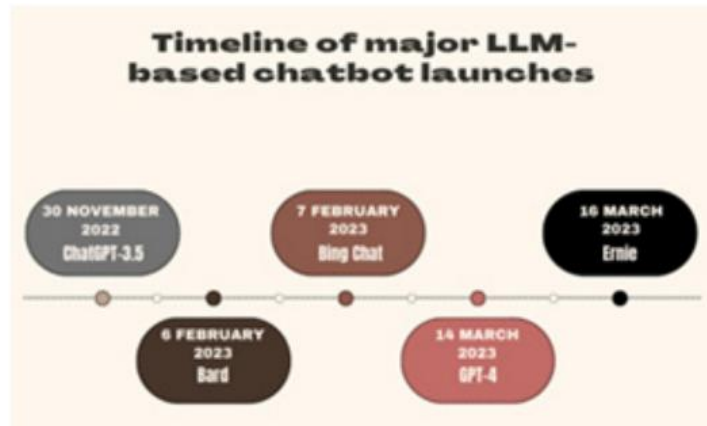 Timeline of major LLM-
based chatbot launches
30 NOVEMBER
2022
ChatGPT-3.5
7 FEBRUARY
2023
Bing Chat
16 MARCH
2023
Ernie
6 FEBRUARY
2023
Bard
14 MARCH
2023
GPT-4